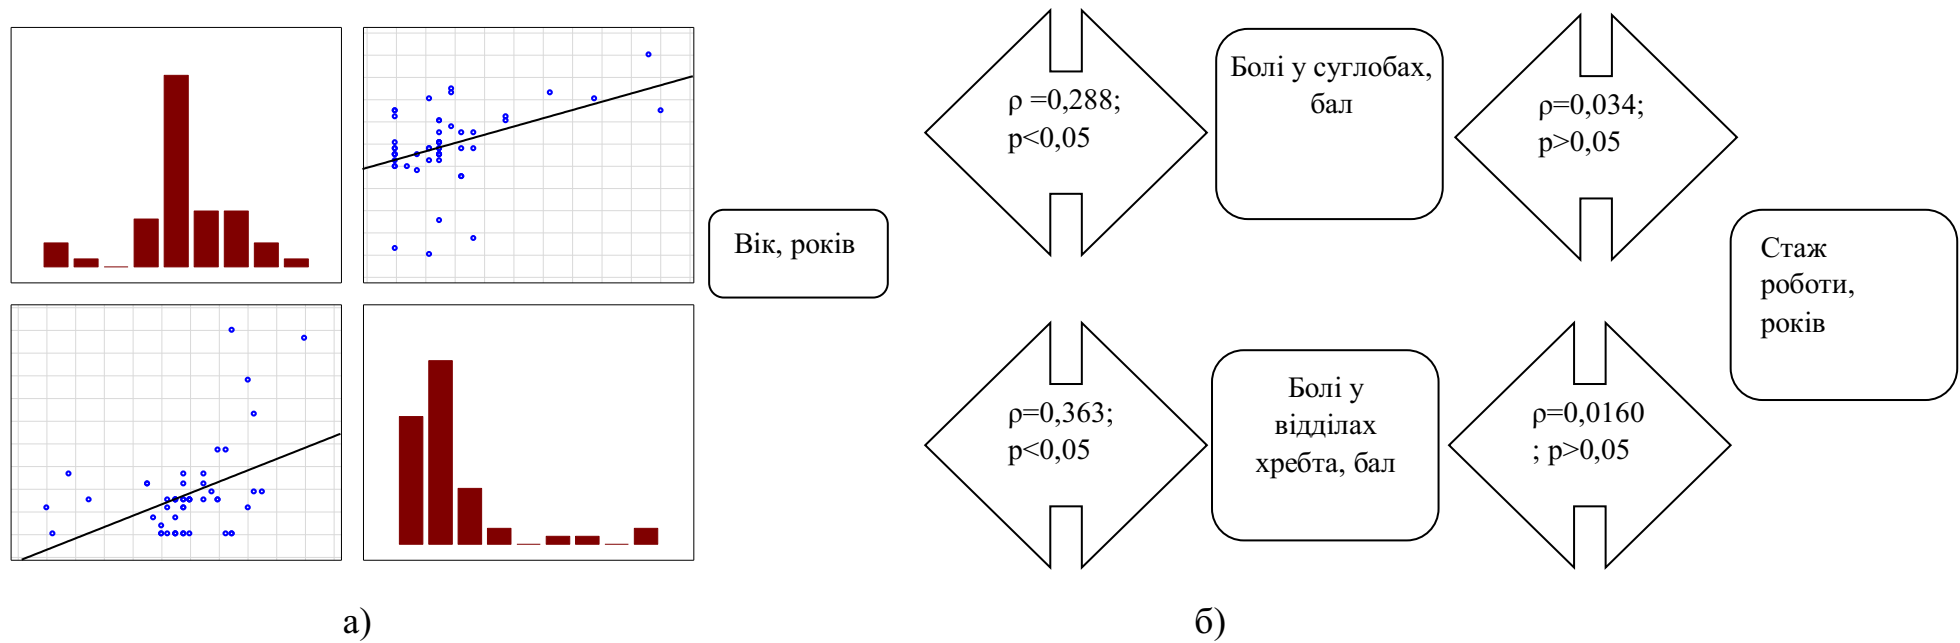 Вік, років
ρ =0,288;
p<0,05
Болі у суглобах,
бал
ρ=0,034;
p>0,05
Стаж
роботи,
років
ρ=0,363;
p<0,05
Болі у
відділах
хребта, бал
ρ=0,0160
; p>0,05
а)
б)